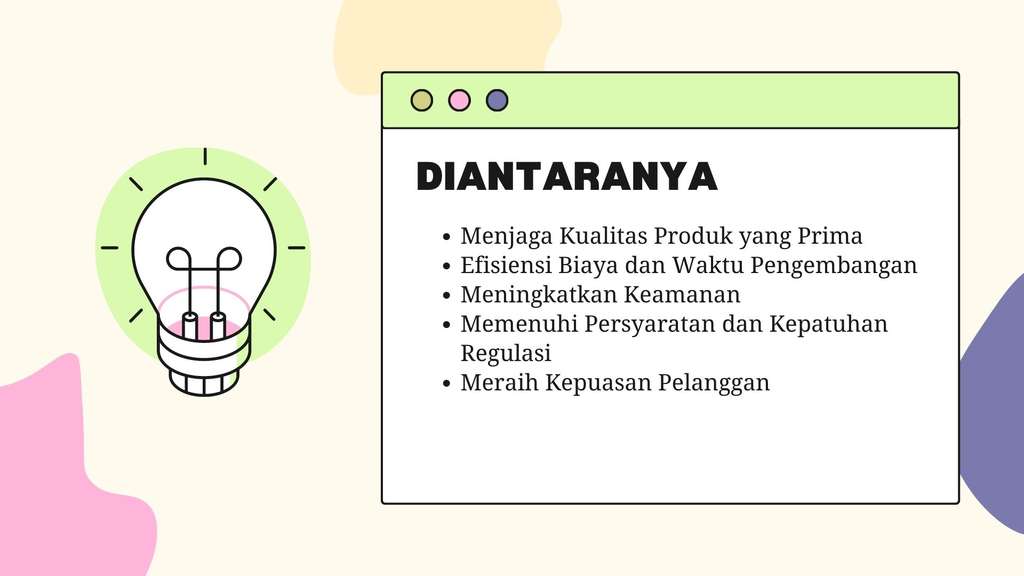 DIANTARANYA
• Menjaga Kualitas Produk yang Prima
• Efisiensi Biaya dan Waktu Pengembangan
• Meningkatkan Keamanan
• Memenuhi Persyaratan dan Kepatuhan
Regulasi
• Meraih Kepuasan Pelanggan